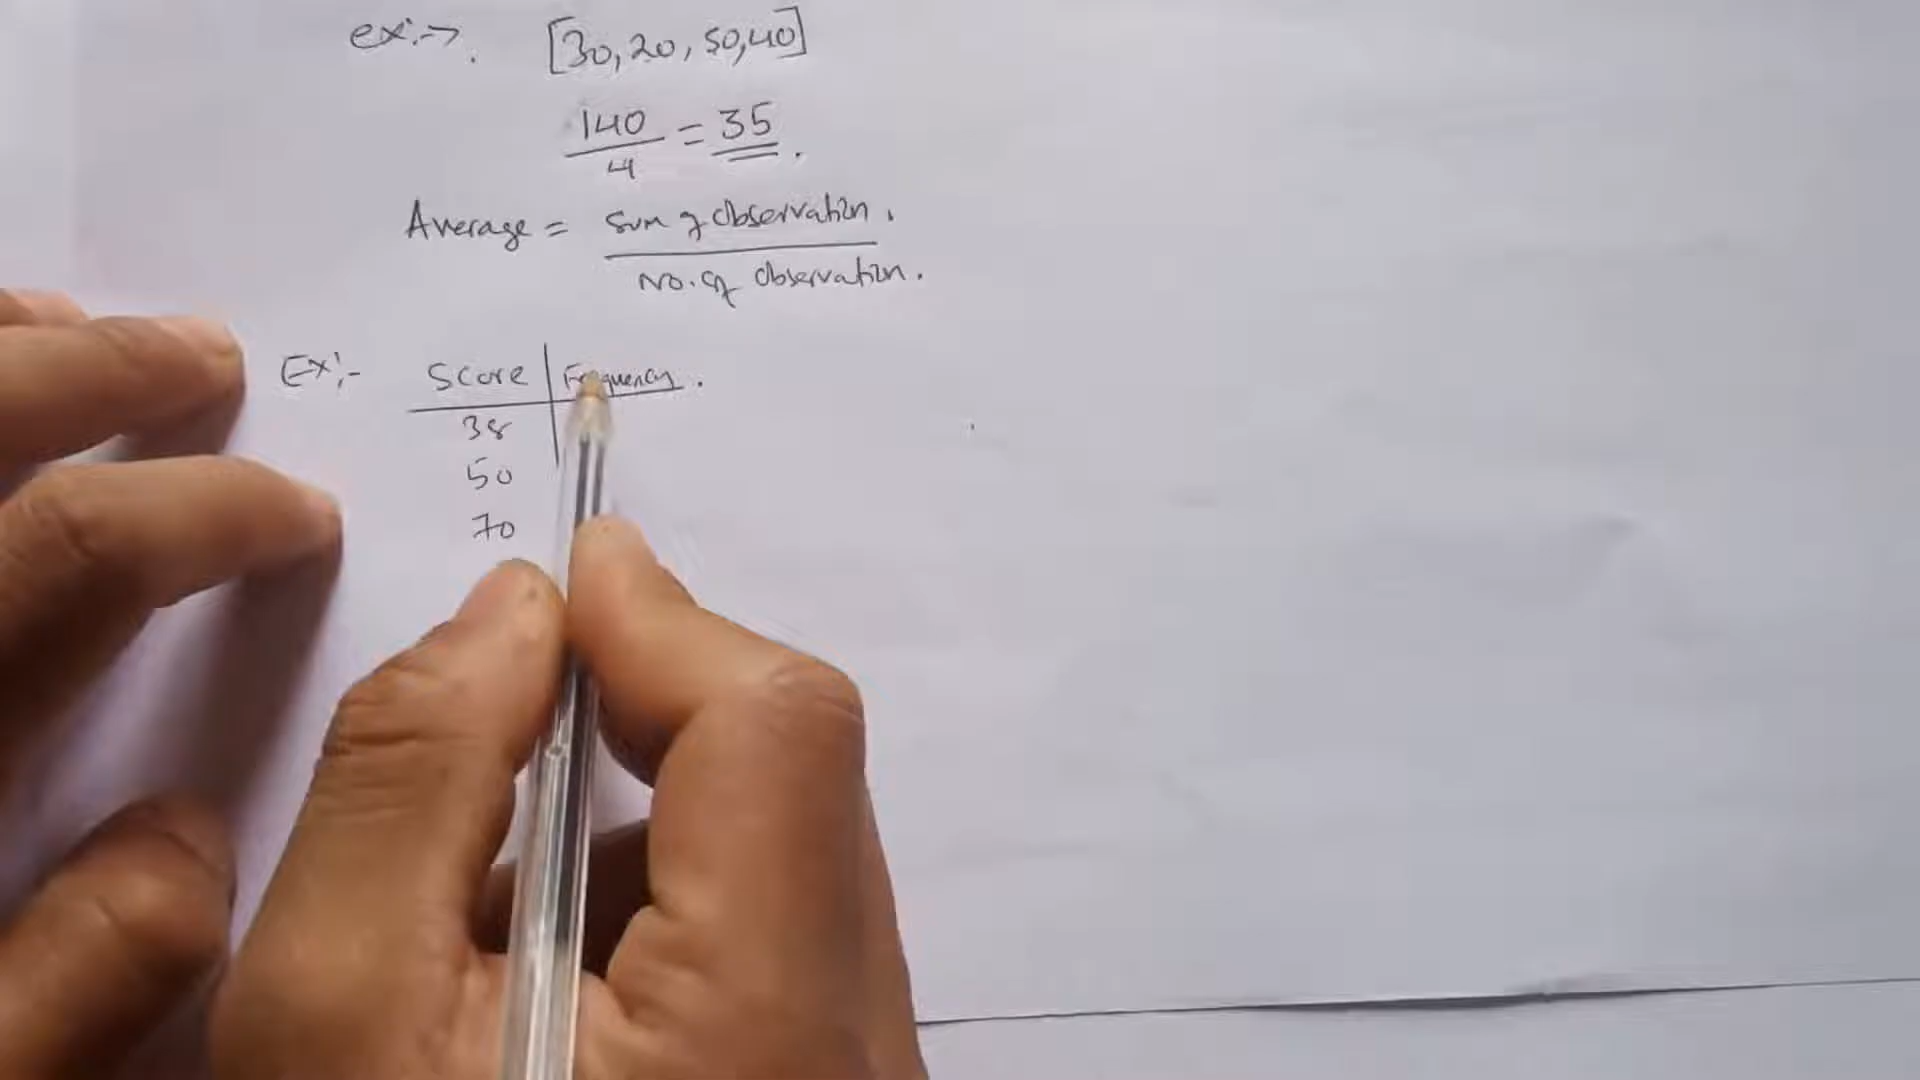 ex:→. [30, 20, 50, 40]
140/4 = 35.
Average = sum of observation.
No. of observation.
Ex:- Score | Frequency.
38
50
70